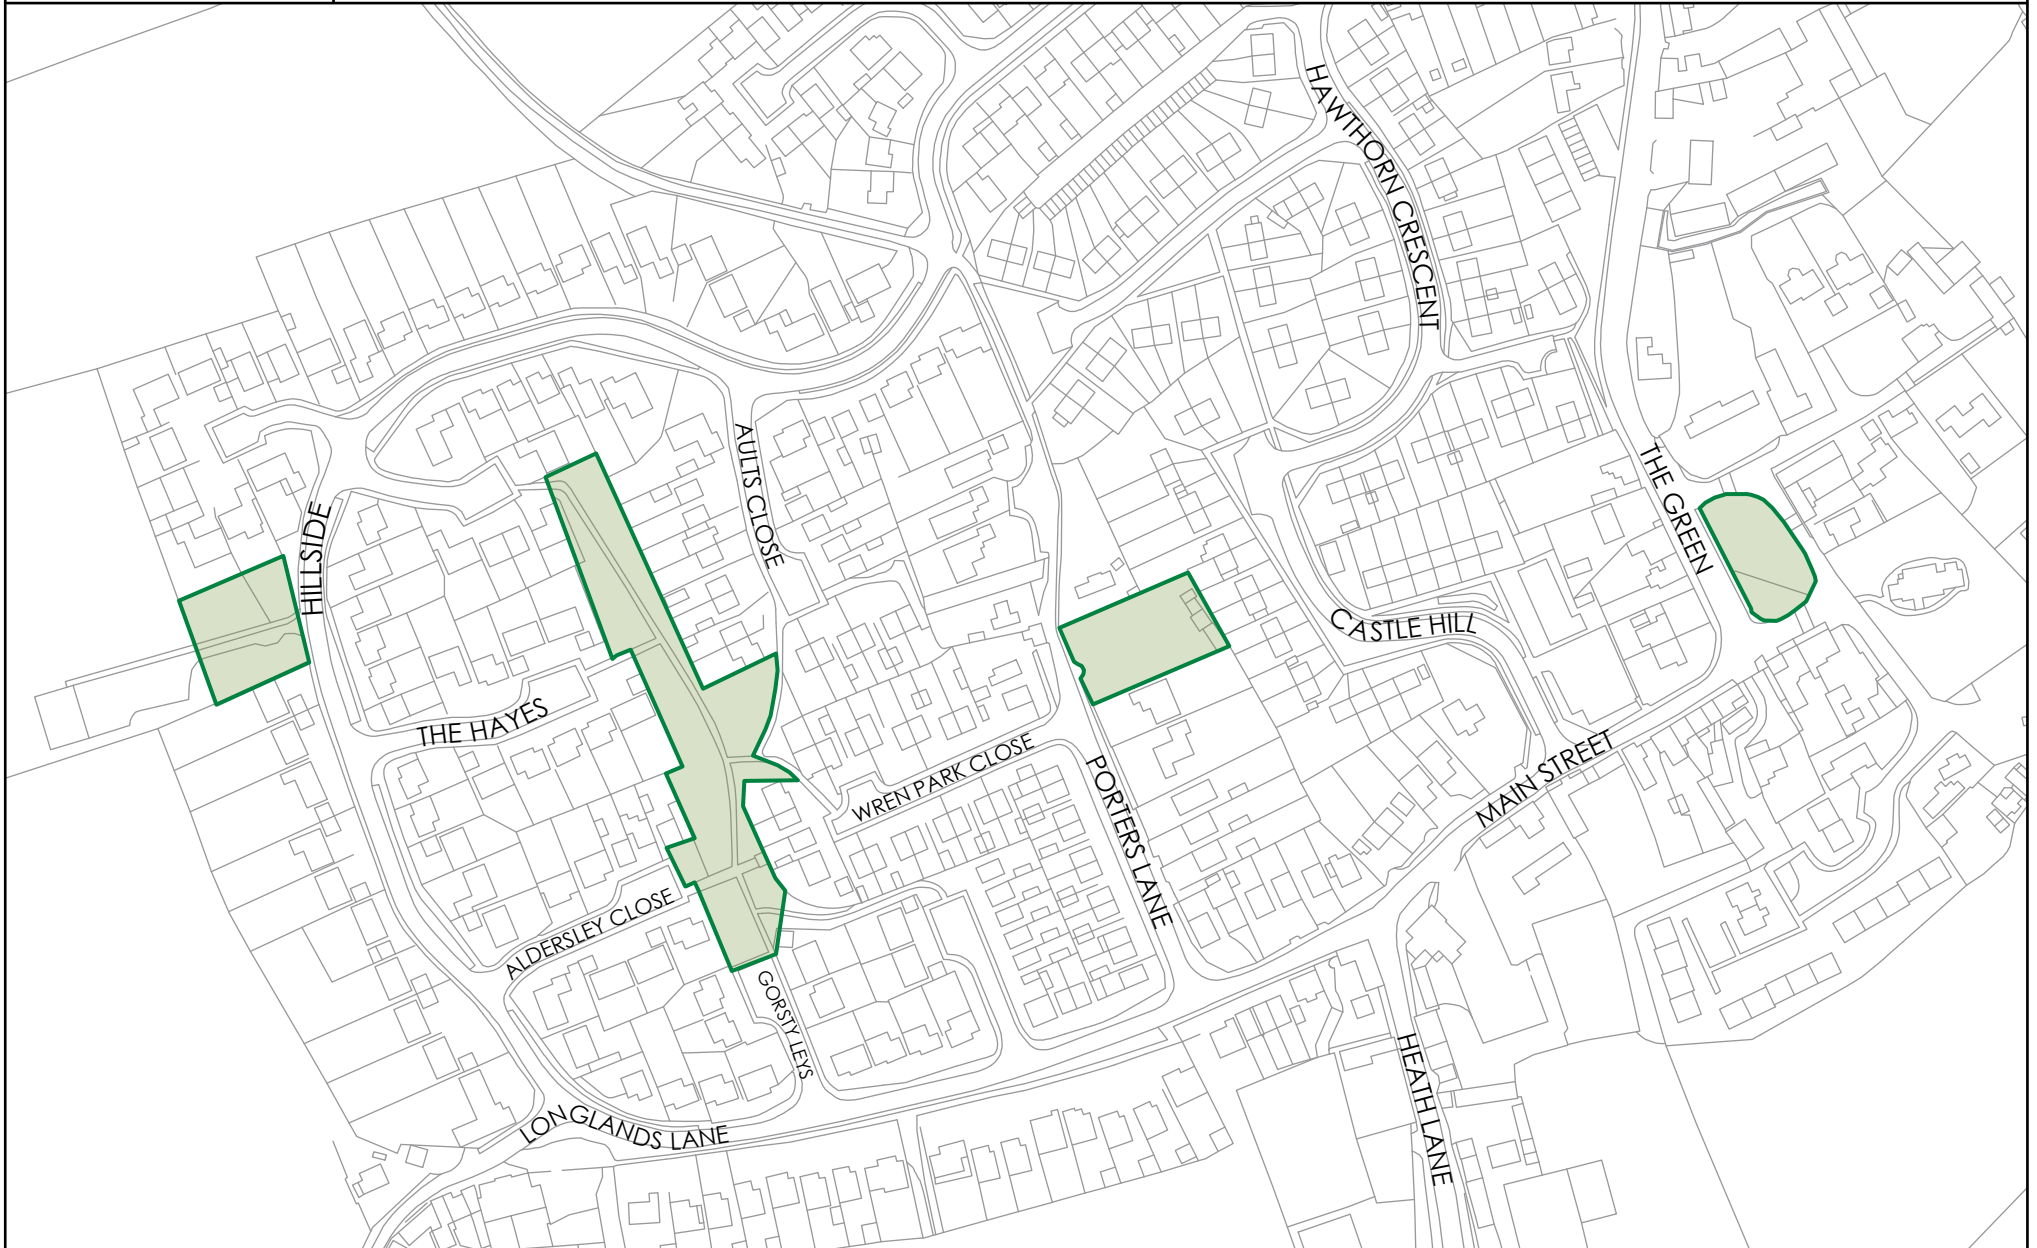 HAWTHORN CRESCENT
AULTS CLOSE
THE GREEN
HILLSIDE
CASTLE HILL
THE HAYES
WREN PARK CLOSE
MAIN STREET
PORTERS LANE
ALDERSLEY CLOSE
GORSTY LEYS
HEATH LANE
LONGLANDS LANE